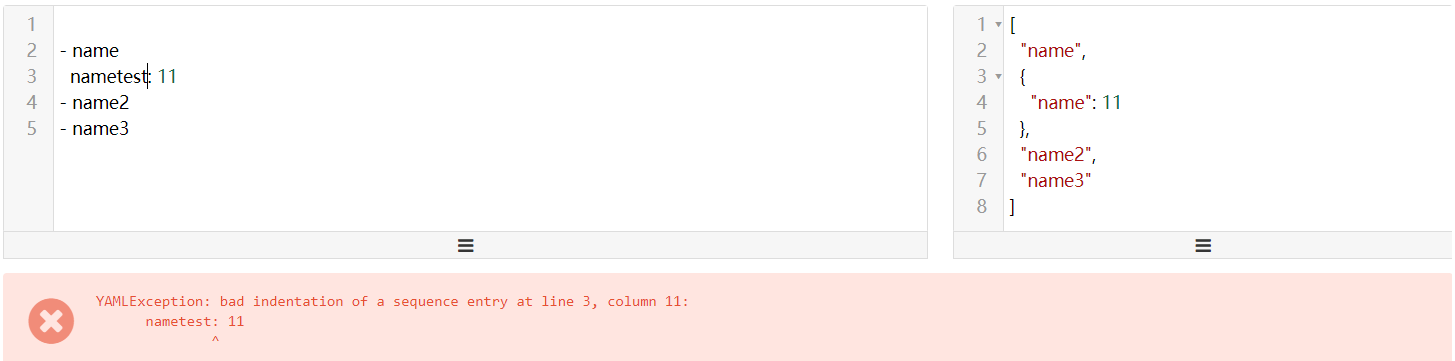 1
2 - name
3 nametest: 11
4 - name2
5 - name3
1 [
2 "name",
3 {
4 "name": 11
5 },
6 "name2",
7 "name3"
8 ]
YAMLException: bad indentation of a sequence entry at line 3, column 11:
nametest: 11
^